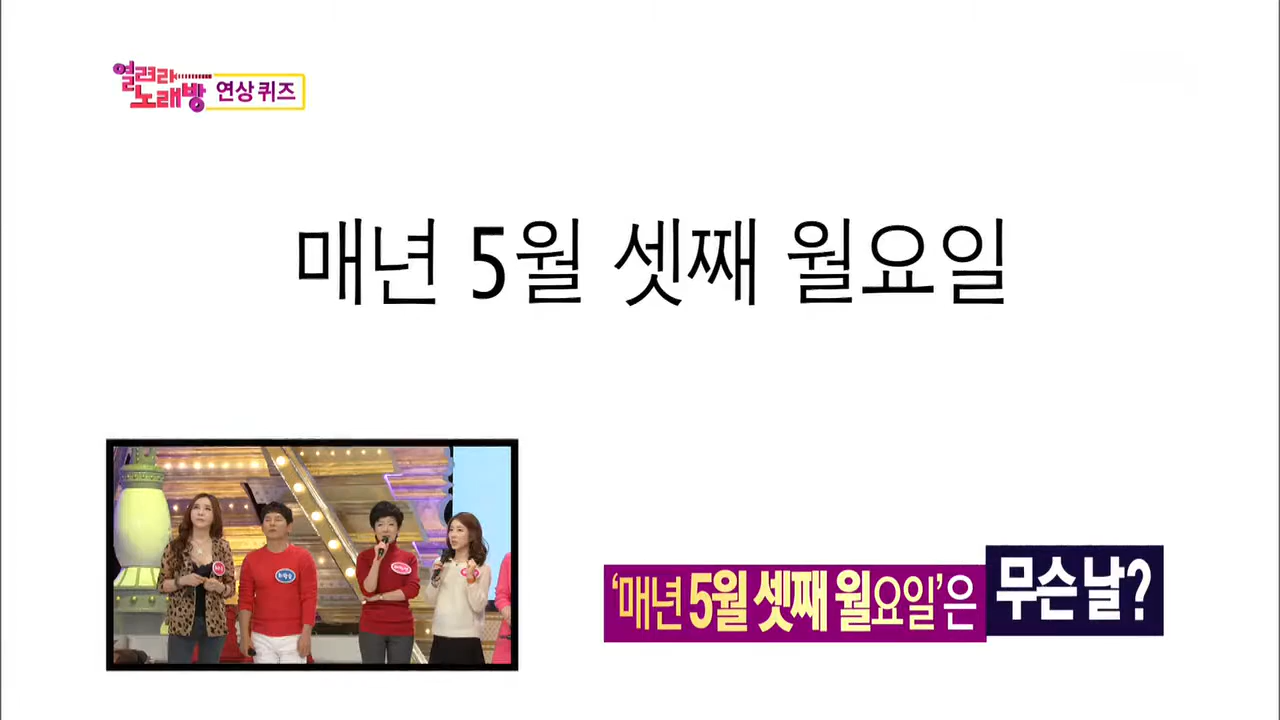 열려라
노래방 연상 퀴즈
매년 5월 셋째 월요일
‘매년 5월 셋째 월요일’은 무슨 날?